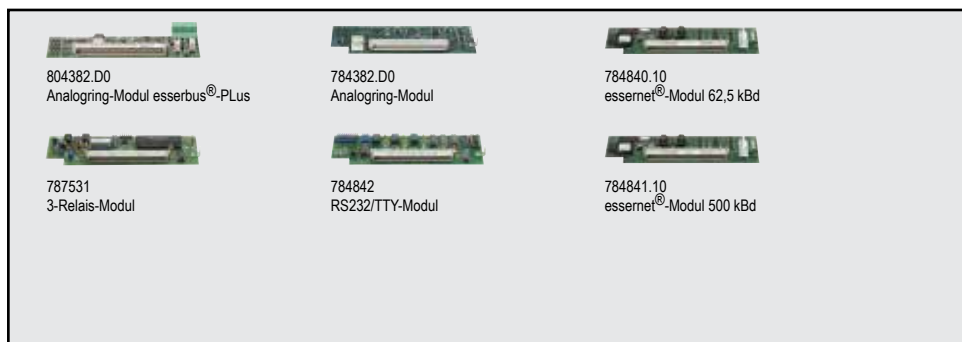 804382.D0
Analogring-Modul esserbus®-PLus
784382.D0
Analogring-Modul
784840.10
essernet®-Modul 62,5 kBd
787531
3-Relais-Modul
784842
RS232/TTY-Modul
784841.10
essernet®-Modul 500 kBd